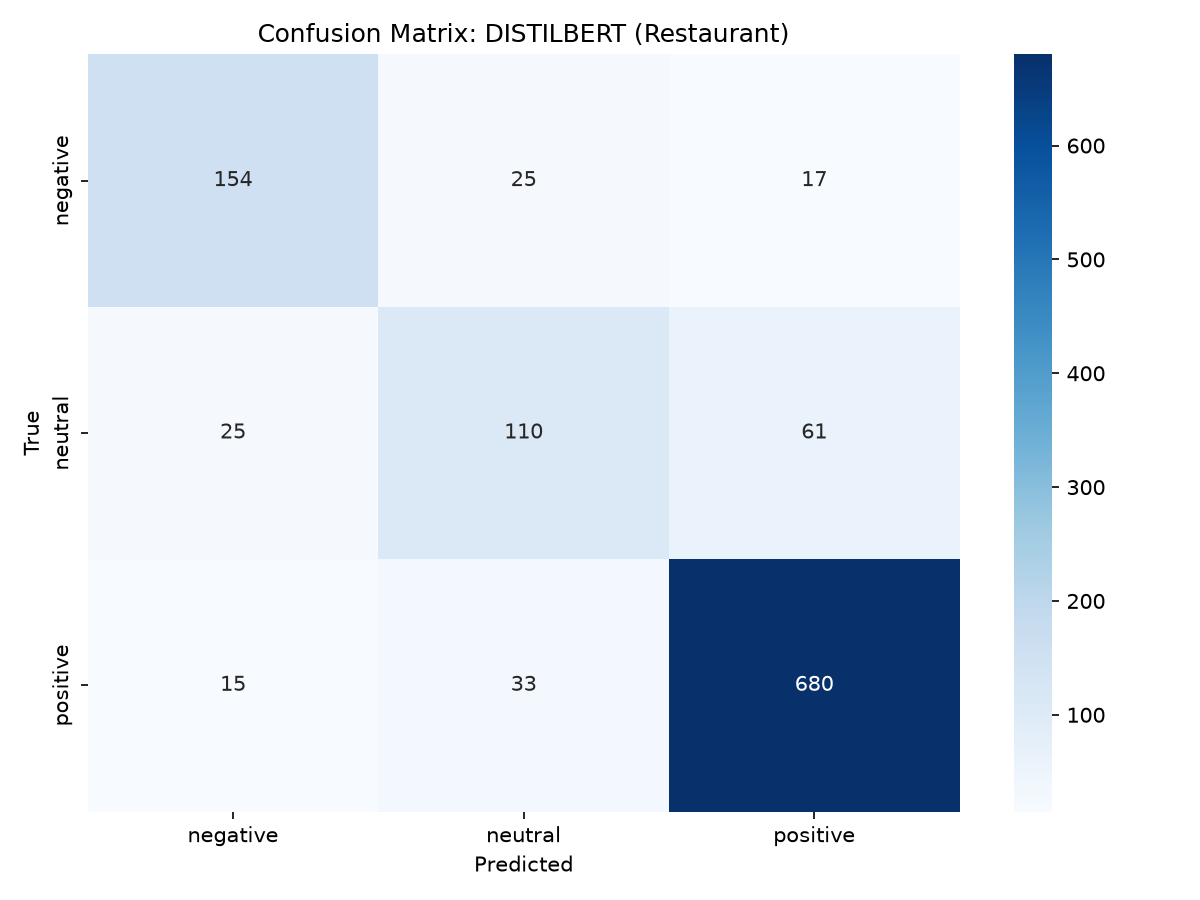 Confusion Matrix: DISTILBERT (Restaurant)
True
negative
154
25
17
neutral
25
110
61
positive
15
33
680
negative
neutral
positive
Predicted
600
500
400
300
200
100